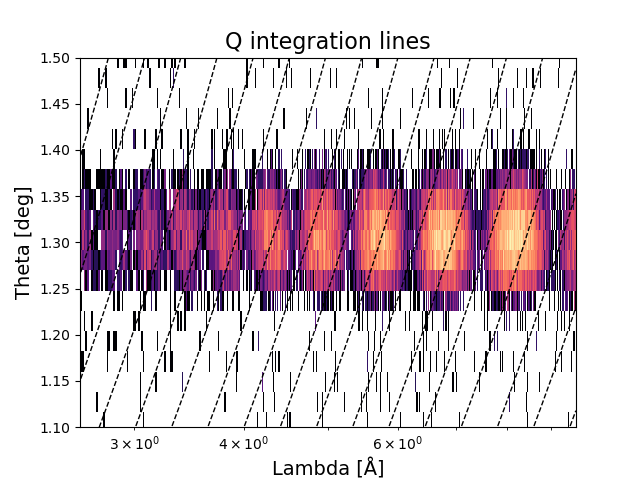 Q integration lines
1.50
1.45
1.40
1.35
1.30
1.25
1.20
1.15
1.10
Theta [deg]
3 × 10⁰
4 × 10⁰
6 × 10⁰
Lambda [Å]